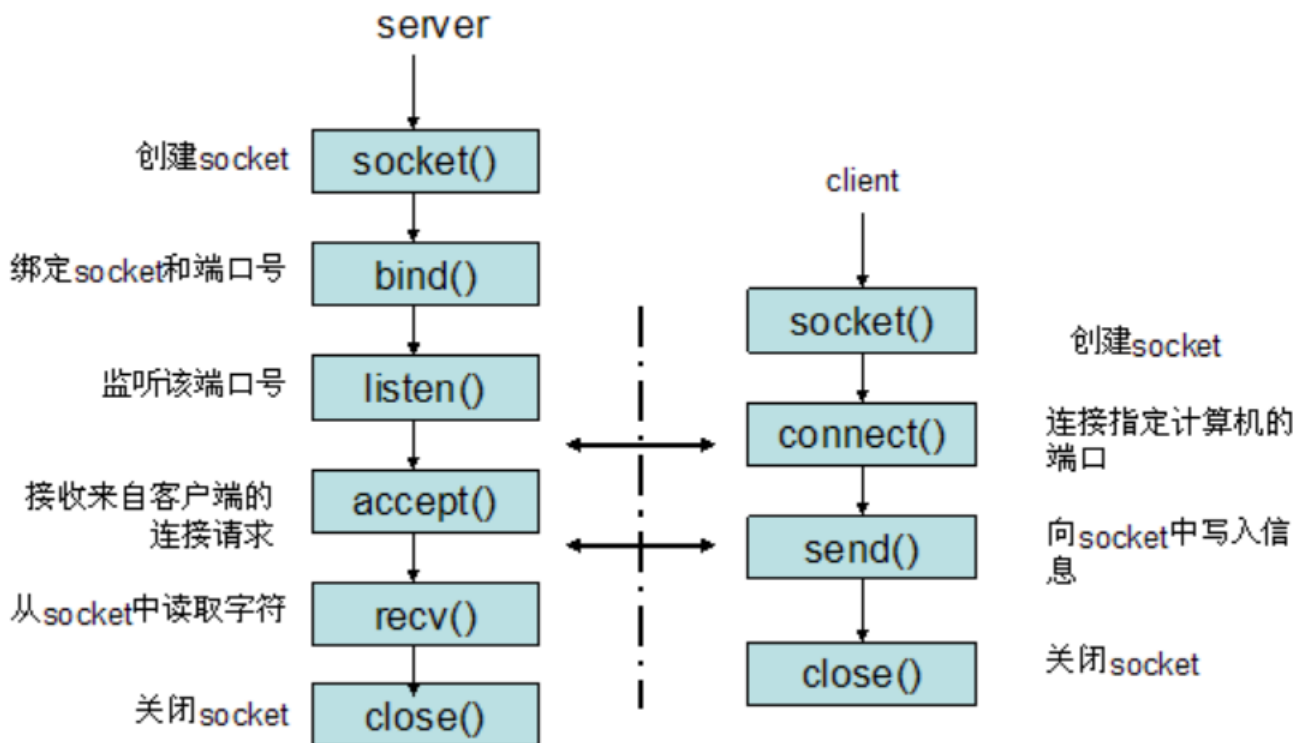 server
创建socket
socket()
绑定socket和端口号
bind()
监听该端口号
listen()
接收来自客户端的
连接请求
accept()
从socket中读取字符
recv()
关闭socket
close()
client
socket()
创建socket
connect()
连接指定计算机的
端口
send()
向socket中写入信
息
close()
关闭socket